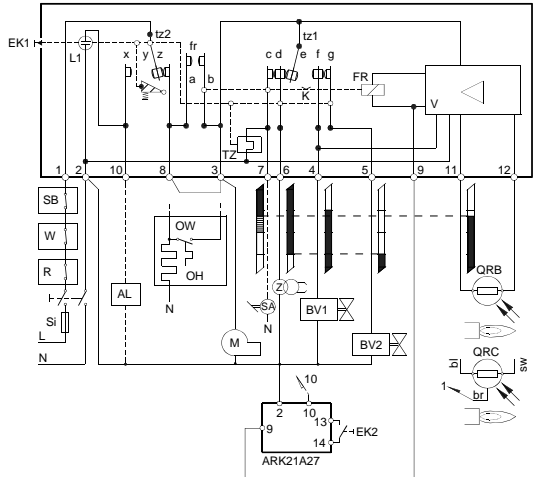 tz2
tz1
EK1
L1
fr
x y z
a b
c d e f g
FR
V
K
TZ
1 2 10 8 3 7 6 4 5 9 11 12
SB
W
R
Si
L
N
AL
OW
OH
N
M
Z
SA
N
BV1
BV2
QRB
QRC
bl
sw
1
br
10
2 10
9
13
14
EK2
ARK21A27